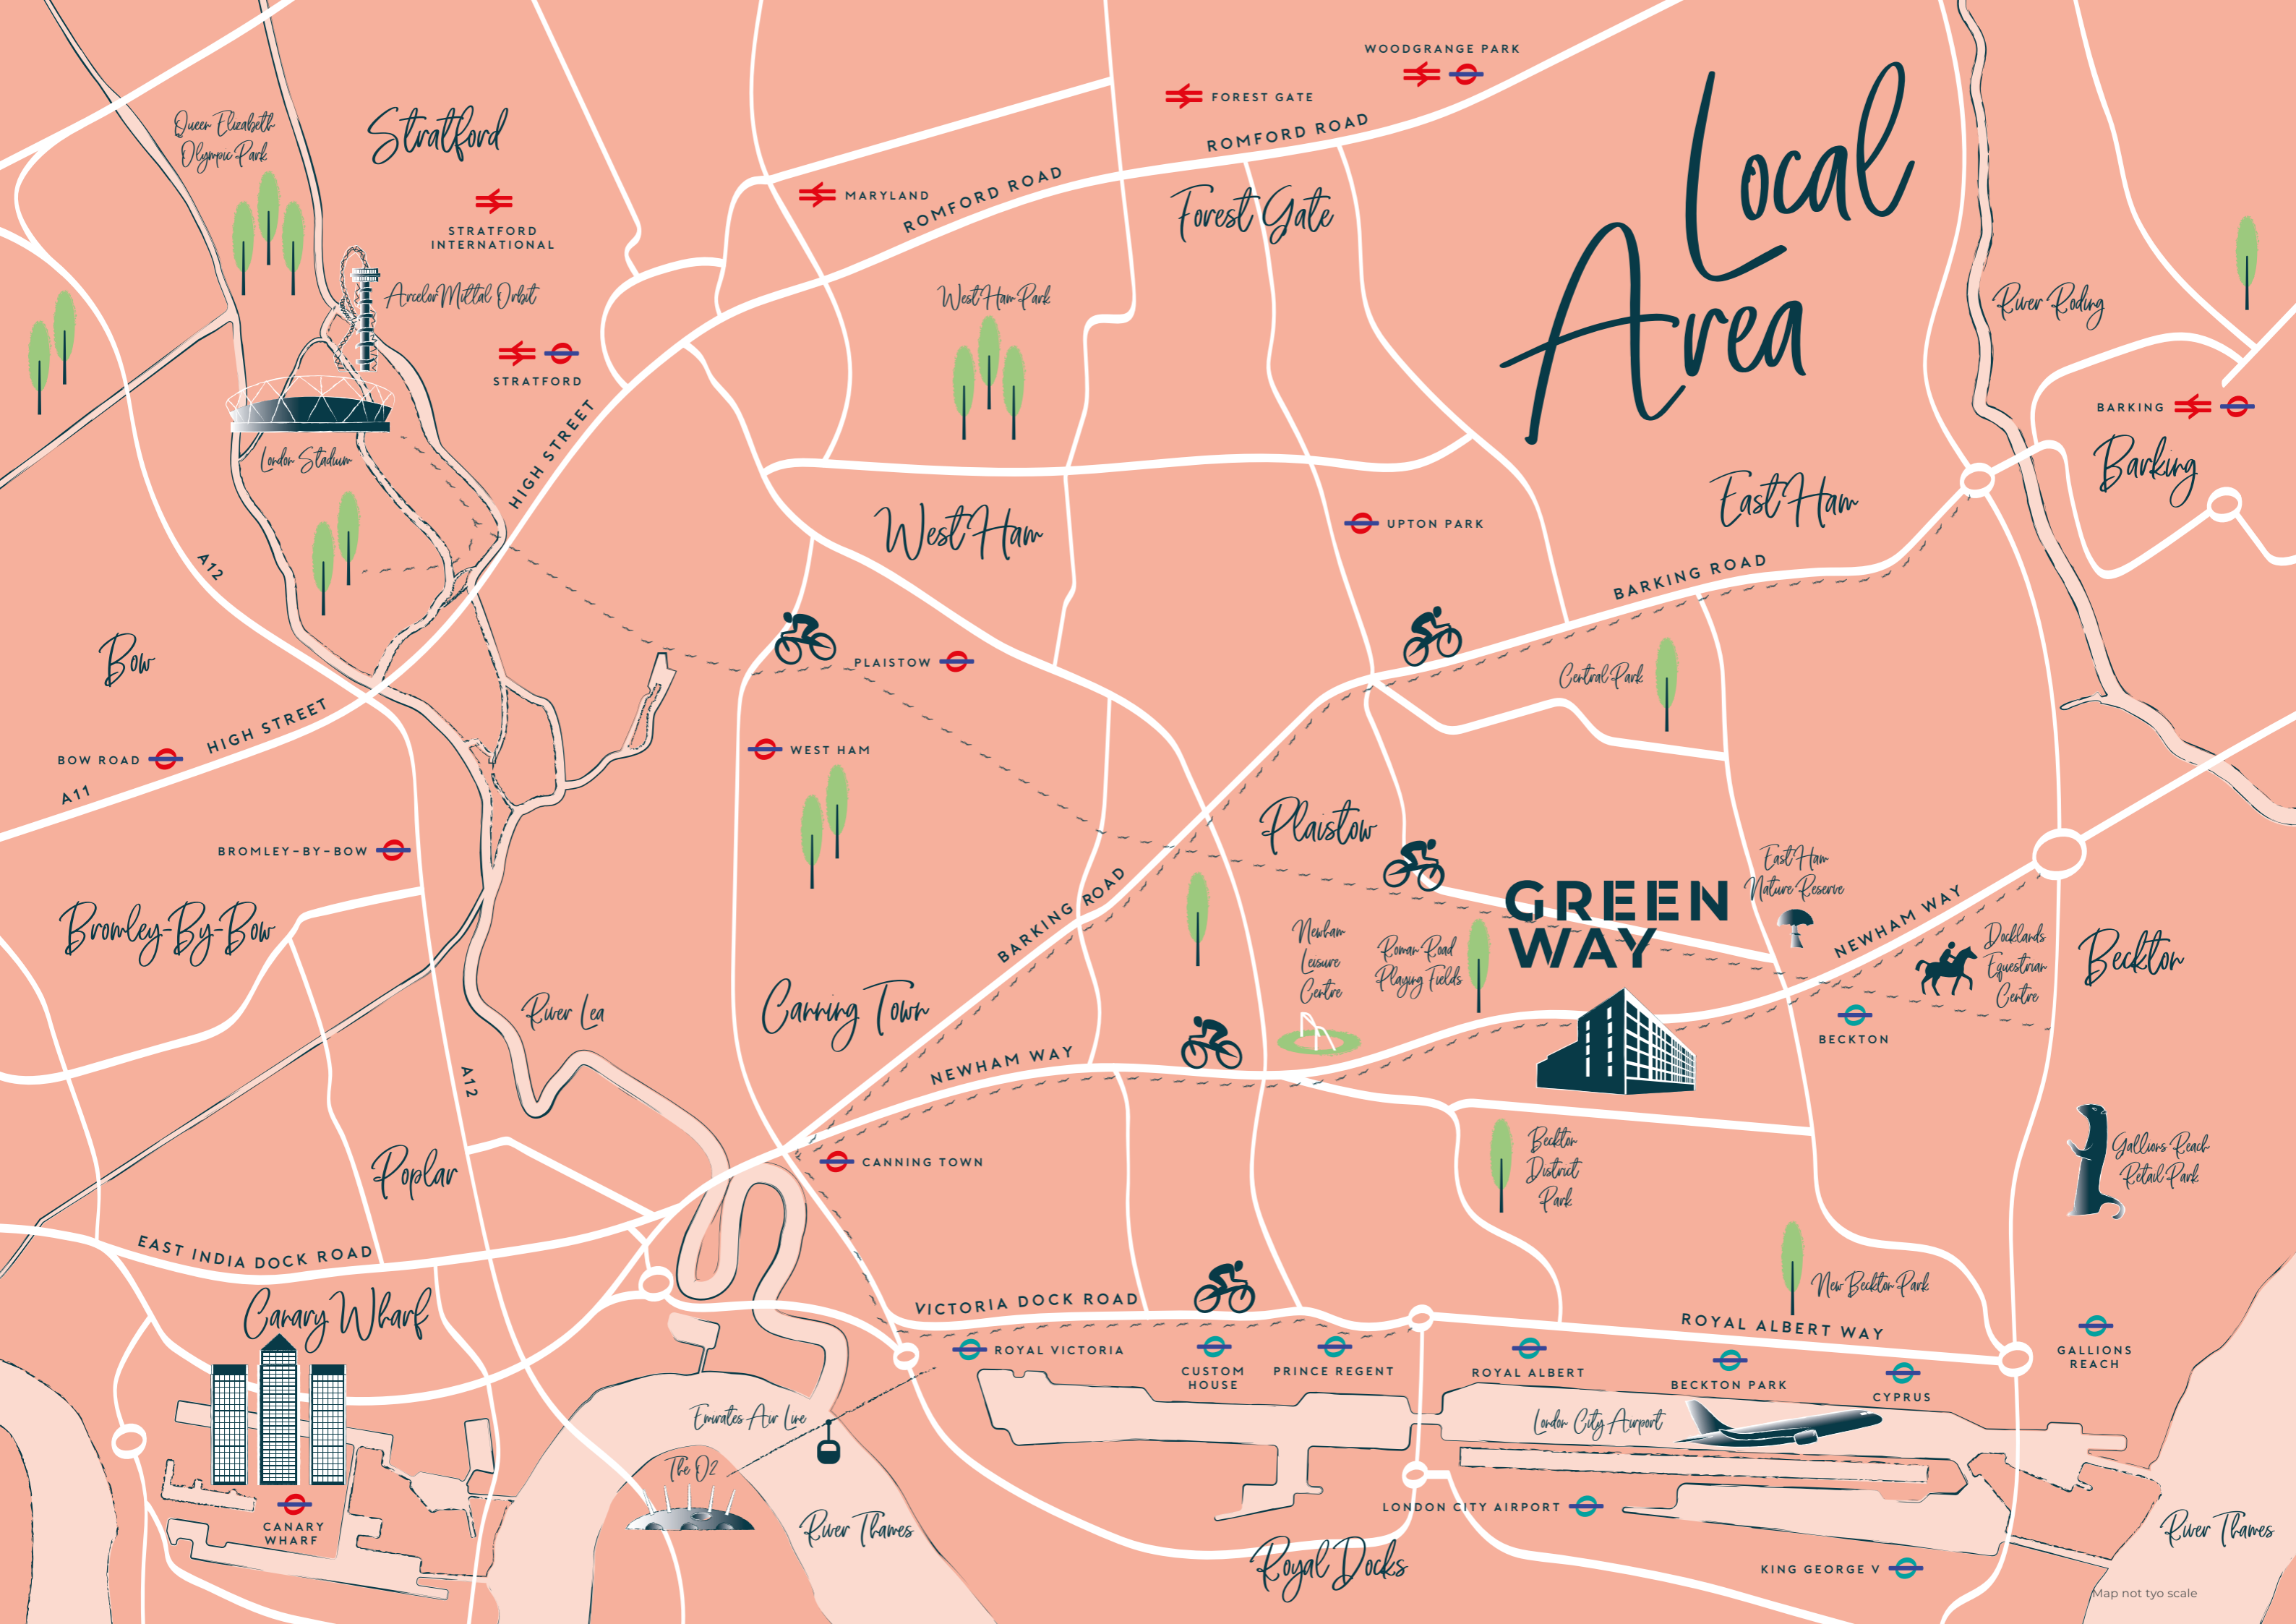 Local
Area
WOODGRANGE PARK
FOREST GATE
ROMFORD ROAD
Queen Elizabeth
Olympic Park
Stratford
STRATFORD
INTERNATIONAL
MARYLAND
ROMFORD ROAD
Forest Gate
ArcelorMittal Orbit
West Ham Park
River Roding
STRATFORD
BARKING
Barking
HIGH STREET
London Stadium
East Ham
West Ham
UPTON PARK
A12
BARKING ROAD
Bow
PLAISTOW
Central Park
HIGH STREET
BOW ROAD
A11
WEST HAM
BROMLEY-BY-BOW
Plaistow
Bromley-By-Bow
BARKING ROAD
GREEN
WAY
East Ham
Nature Reserve
NEWHAM WAY
Newham
Leisure
Centre
Roman Road
Playing Fields
Docklands
Equestrian
Centre
Beckton
River Lea
Canning Town
BECKTON
A12
NEWHAM WAY
Poplar
CANNING TOWN
Beckton
District
Park
Gallions Reach
Retail Park
EAST INDIA DOCK ROAD
Canary Wharf
VICTORIA DOCK ROAD
New Beckton Park
ROYAL ALBERT WAY
ROYAL VICTORIA
CUSTOM
HOUSE
PRINCE REGENT
ROYAL ALBERT
BECKTON PARK
CYPRUS
GALLIONS
REACH
Emirates Air Line
London City Airport
The O2
CANARY
WHARF
River Thames
LONDON CITY AIRPORT
Royal Docks
River Thames
KING GEORGE V
Map not tyo scale